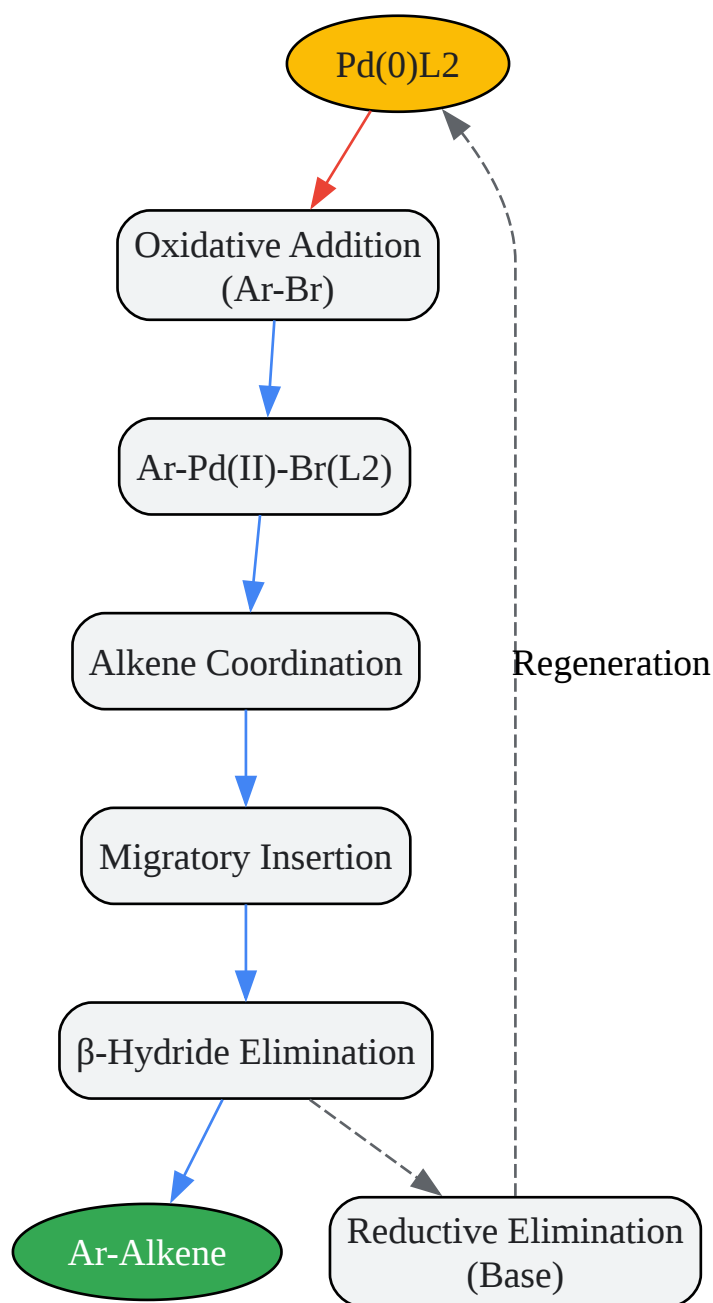 Pd(0)L2
Oxidative Addition
(Ar-Br)
Ar-Pd(II)-Br(L2)
Alkene Coordination
Regeneration
Migratory Insertion
β-Hydride Elimination
Ar-Alkene
Reductive Elimination
(Base)